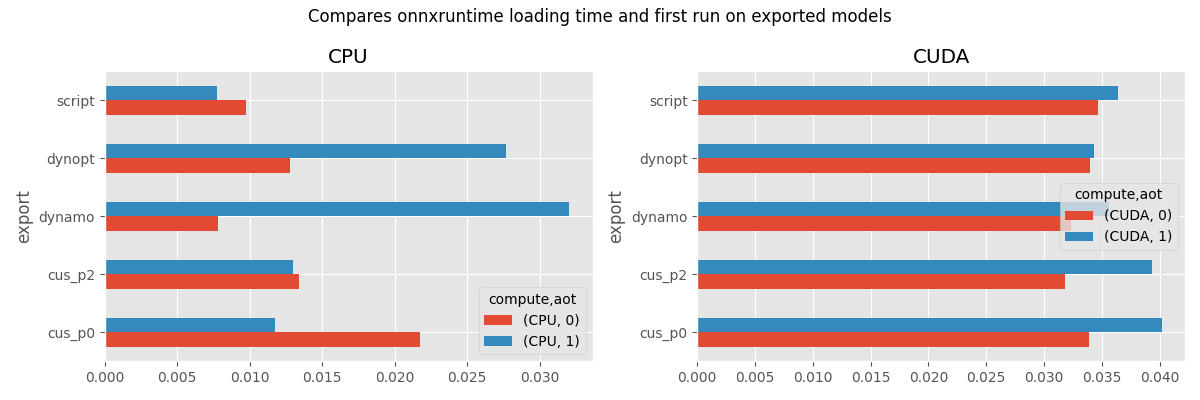 Compares onnxruntime loading time and first run on exported models
CPU
export
script
dynopt
dynamo
cus_p2
cus_p0
compute,aot
(CPU, 0)
(CPU, 1)
0.000 0.005 0.010 0.015 0.020 0.025 0.030
CUDA
export
script
dynopt
dynamo
cus_p2
cus_p0
compute,aot
(CUDA, 0)
(CUDA, 1)
0.000 0.005 0.010 0.015 0.020 0.025 0.030 0.035 0.040